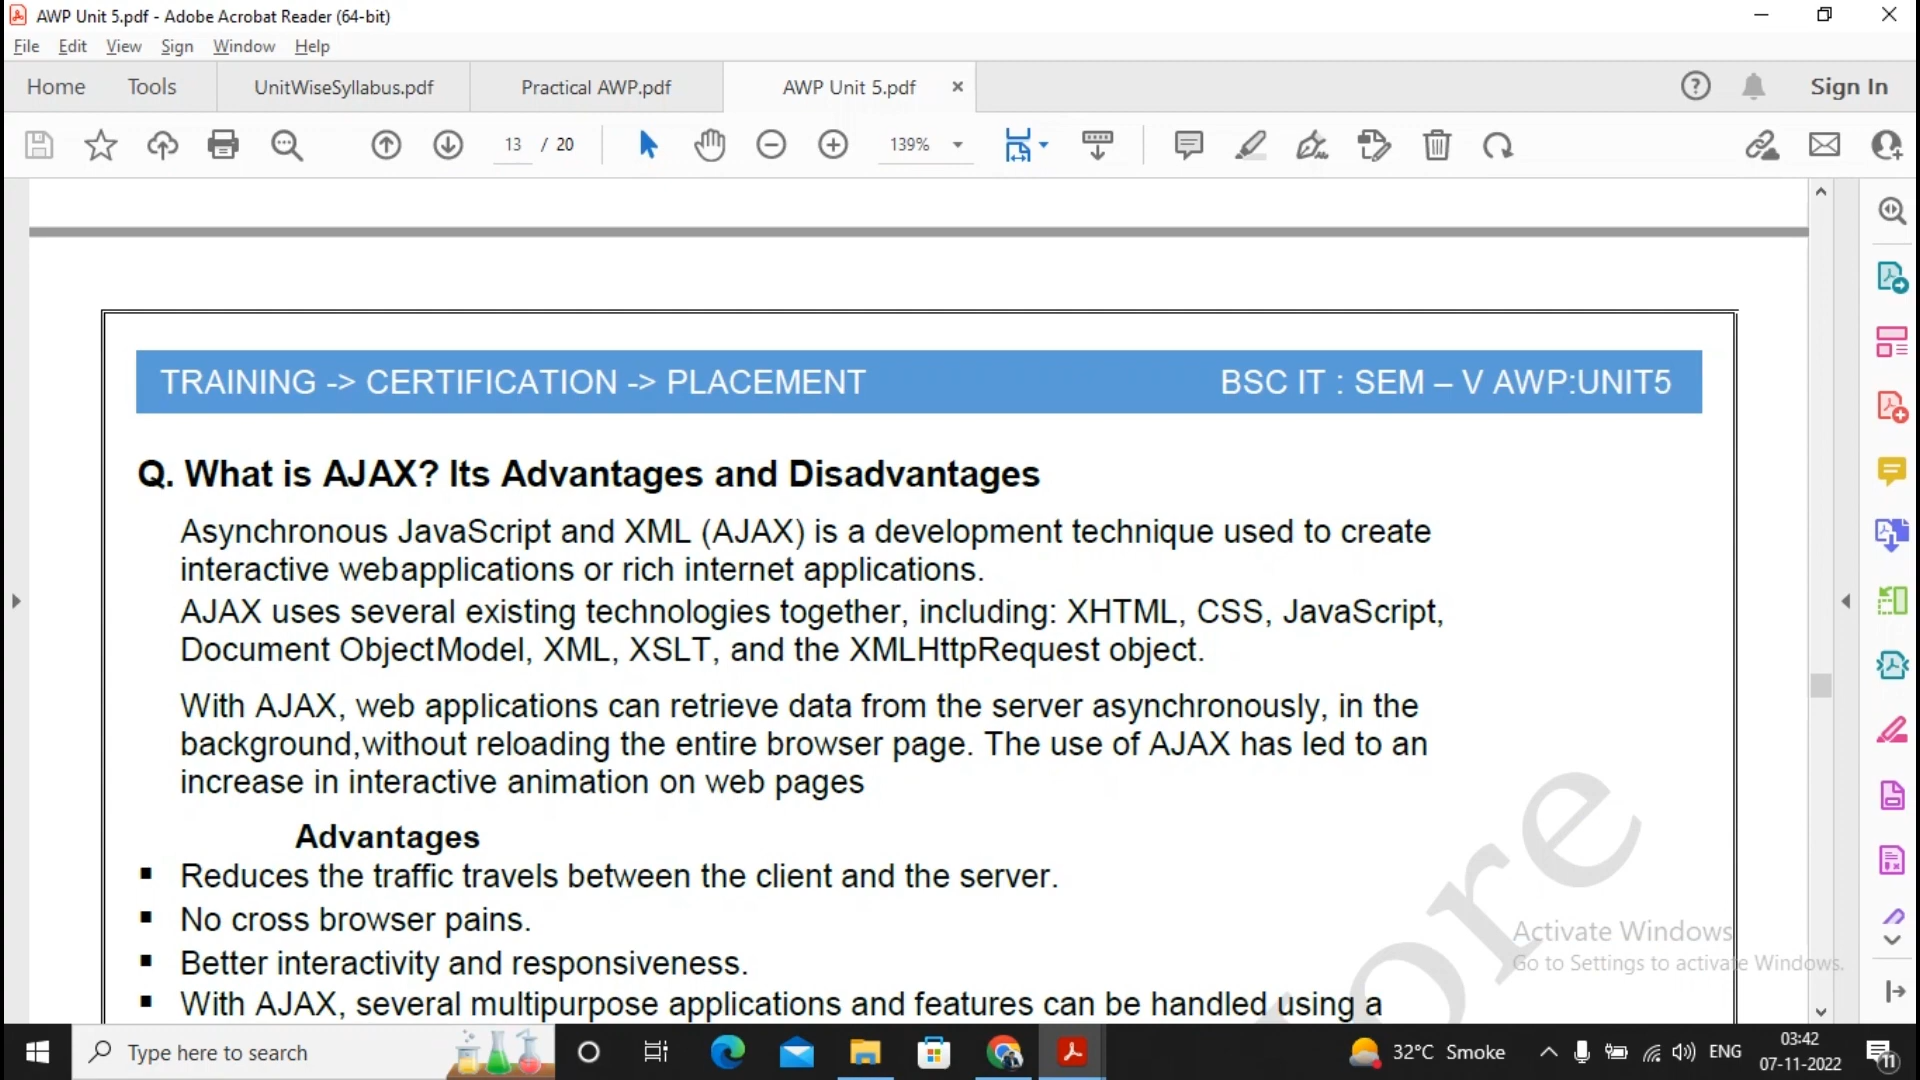 AWP Unit 5.pdf - Adobe Acrobat Reader (64-bit)
File Edit View Sign Window Help
Home Tools UnitWiseSyllabus.pdf Practical AWP.pdf AWP Unit 5.pdf Sign In
13 / 20 139%
TRAINING -> CERTIFICATION -> PLACEMENT BSC IT : SEM – V AWP:UNIT5
Q. What is AJAX? Its Advantages and Disadvantages
Asynchronous JavaScript and XML (AJAX) is a development technique used to create
interactive webapplications or rich internet applications.
AJAX uses several existing technologies together, including: XHTML, CSS, JavaScript,
Document ObjectModel, XML, XSLT, and the XMLHttpRequest object.
With AJAX, web applications can retrieve data from the server asynchronously, in the
background,without reloading the entire browser page. The use of AJAX has led to an
increase in interactive animation on web pages
Advantages
▪ Reduces the traffic travels between the client and the server.
▪ No cross browser pains.
▪ Better interactivity and responsiveness.
▪ With AJAX, several multipurpose applications and features can be handled using a
ore
Activate Windows
Go to Settings to activate Windows.
Type here to search
32°C Smoke
ENG
03:42
07-11-2022
11